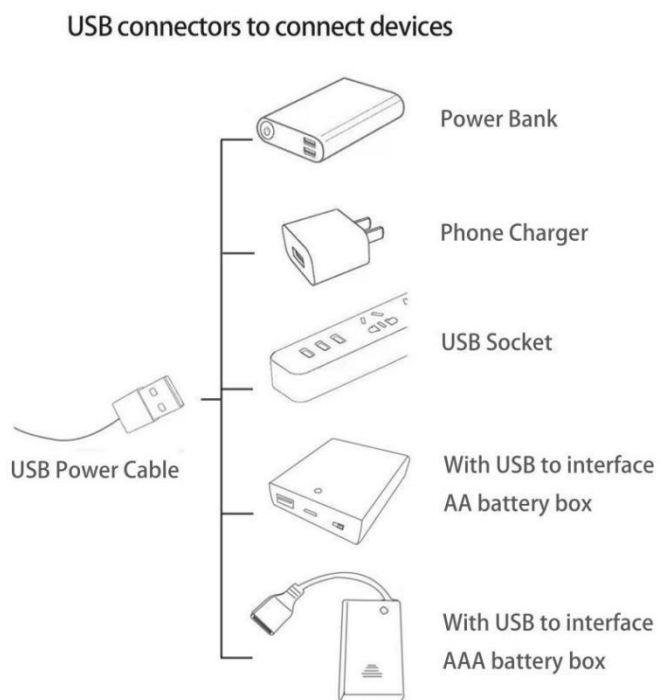 USB connectors to connect devices
Power Bank
Phone Charger
USB Socket
USB Power Cable
With USB to interface
AA battery box
With USB to interface
AAA battery box